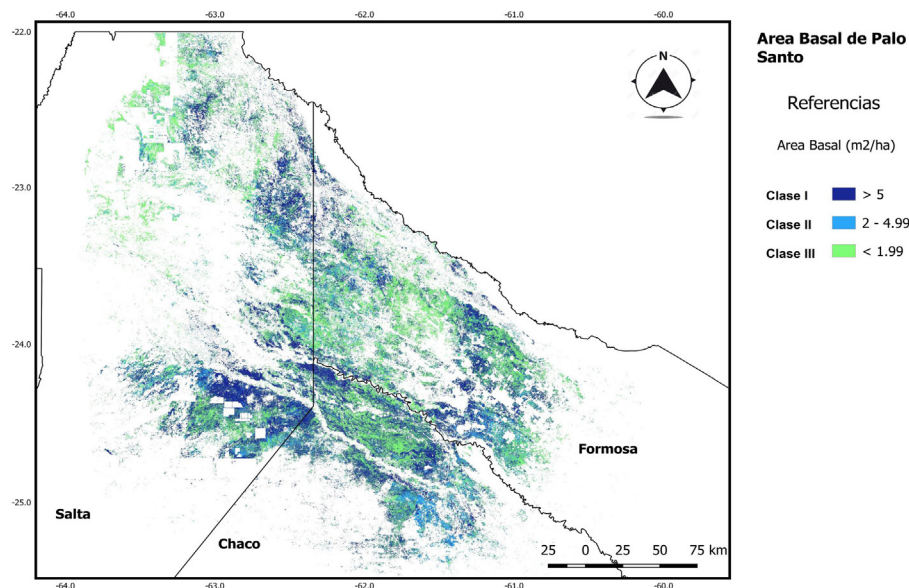 -64.0 -63.0 -62.0 -61.0 -60.0
-22.0
-23.0
-24.0
-25.0
N
Salta
Chaco
Formosa
25 0 25 50 75 km
-64.0 -63.0 -62.0 -61.0 -60.0
Area Basal de Palo
Santo
Referencias
Area Basal (m2/ha)
Clase I > 5
Clase II 2 - 4.99
Clase III < 1.99